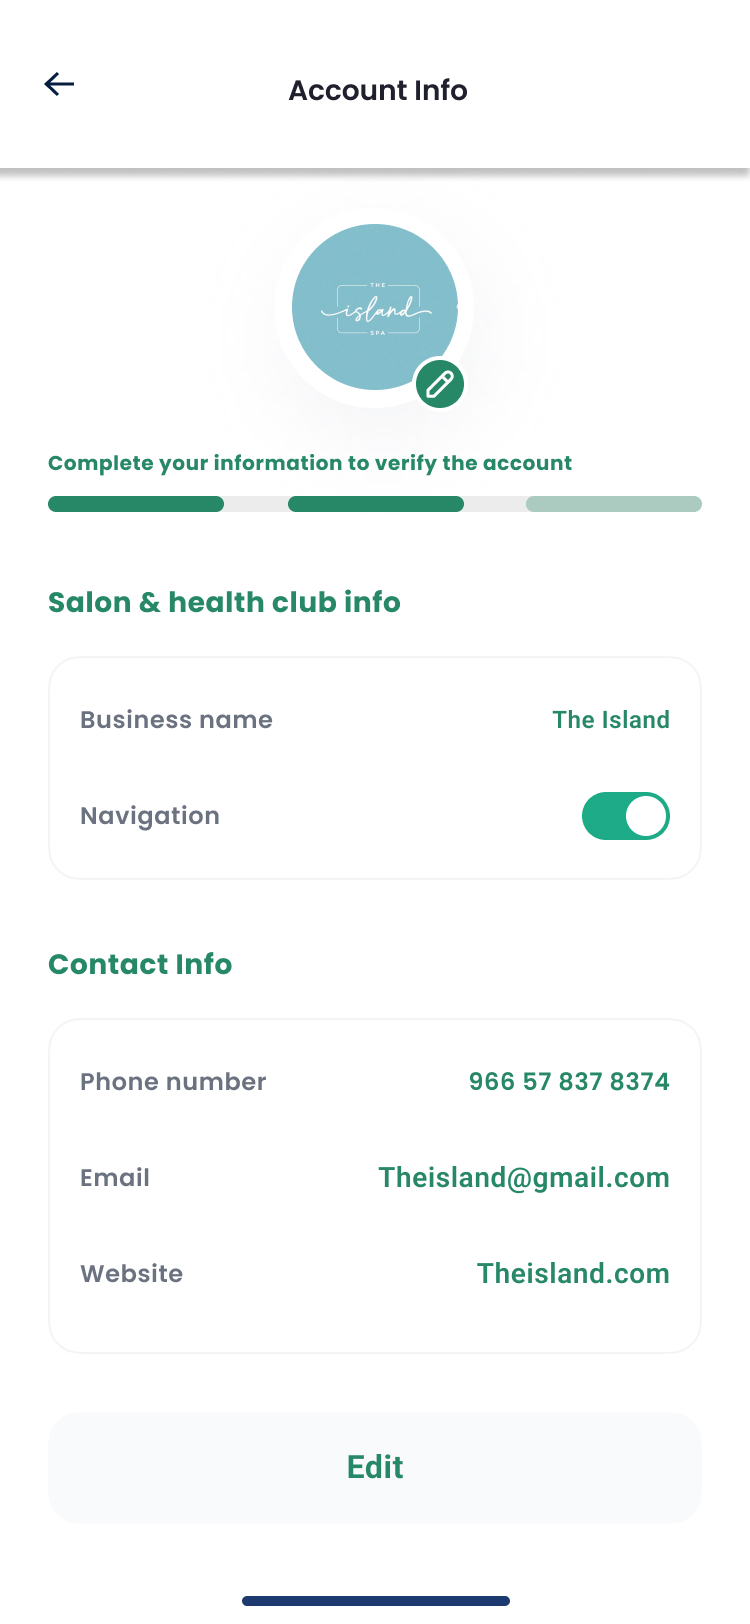 Account Info
THE
island
SPA
Complete your information to verify the account
Salon & health club info
Business name The Island
Navigation
Contact Info
Phone number 966 57 837 8374
Email Theisland@gmail.com
Website Theisland.com
Edit